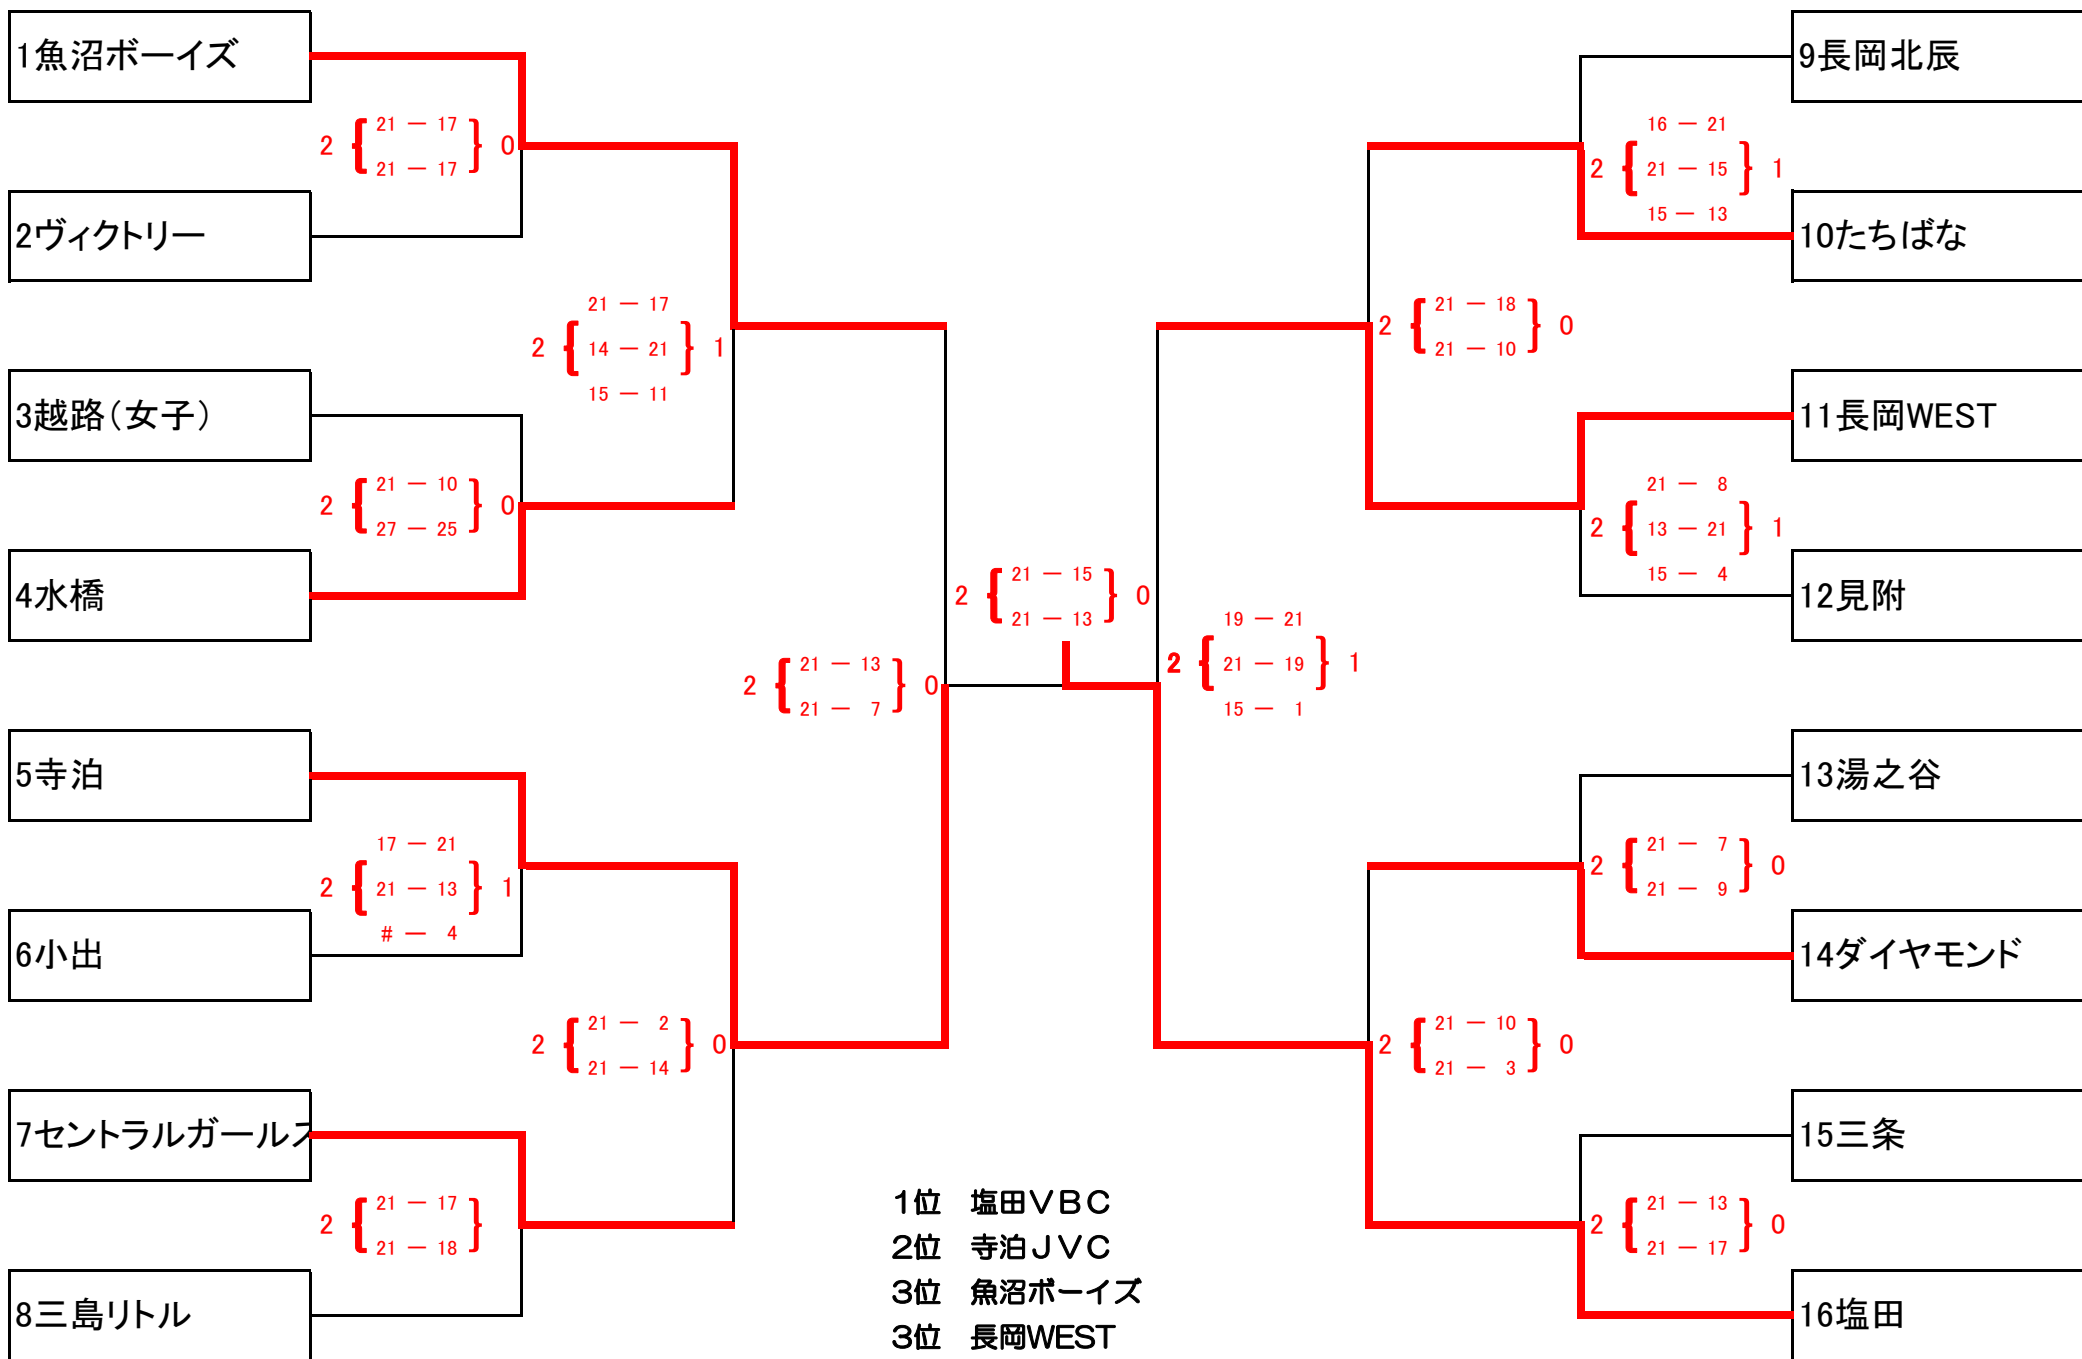 1魚沼ボーイズ
2 { 21 － 17 } 0
21 － 17
2ヴィクトリー
21 － 17
2 { 14 － 21 } 1
15 － 11
3越路（女子）
2 { 21 － 10 } 0
27 － 25
4水橋
2 { 21 － 13 } 0
21 － 7
5寺泊
17 － 21
2 { 21 － 13 } 1
# － 4
6小出
2 { 21 － 2 } 0
21 － 14
7セントラルガールズ
2 { 21 － 17 }
21 － 18
8三島リトル
2 { 21 － 15 } 0
21 － 13
9長岡北辰
16 － 21
2 { 21 － 15 } 1
15 － 13
10たちばな
2 { 21 － 18 } 0
21 － 10
11長岡WEST
21 － 8
2 { 13 － 21 } 1
15 － 4
12見附
19 － 21
2 { 21 － 19 } 1
15 － 1
13湯之谷
2 { 21 － 7 } 0
21 － 9
14ダイヤモンド
2 { 21 － 10 } 0
21 － 3
15三条
2 { 21 － 13 } 0
21 － 17
16塩田
1位　塩田ＶＢＣ
2位　寺泊ＪＶＣ
3位　魚沼ボーイズ
3位　長岡WEST